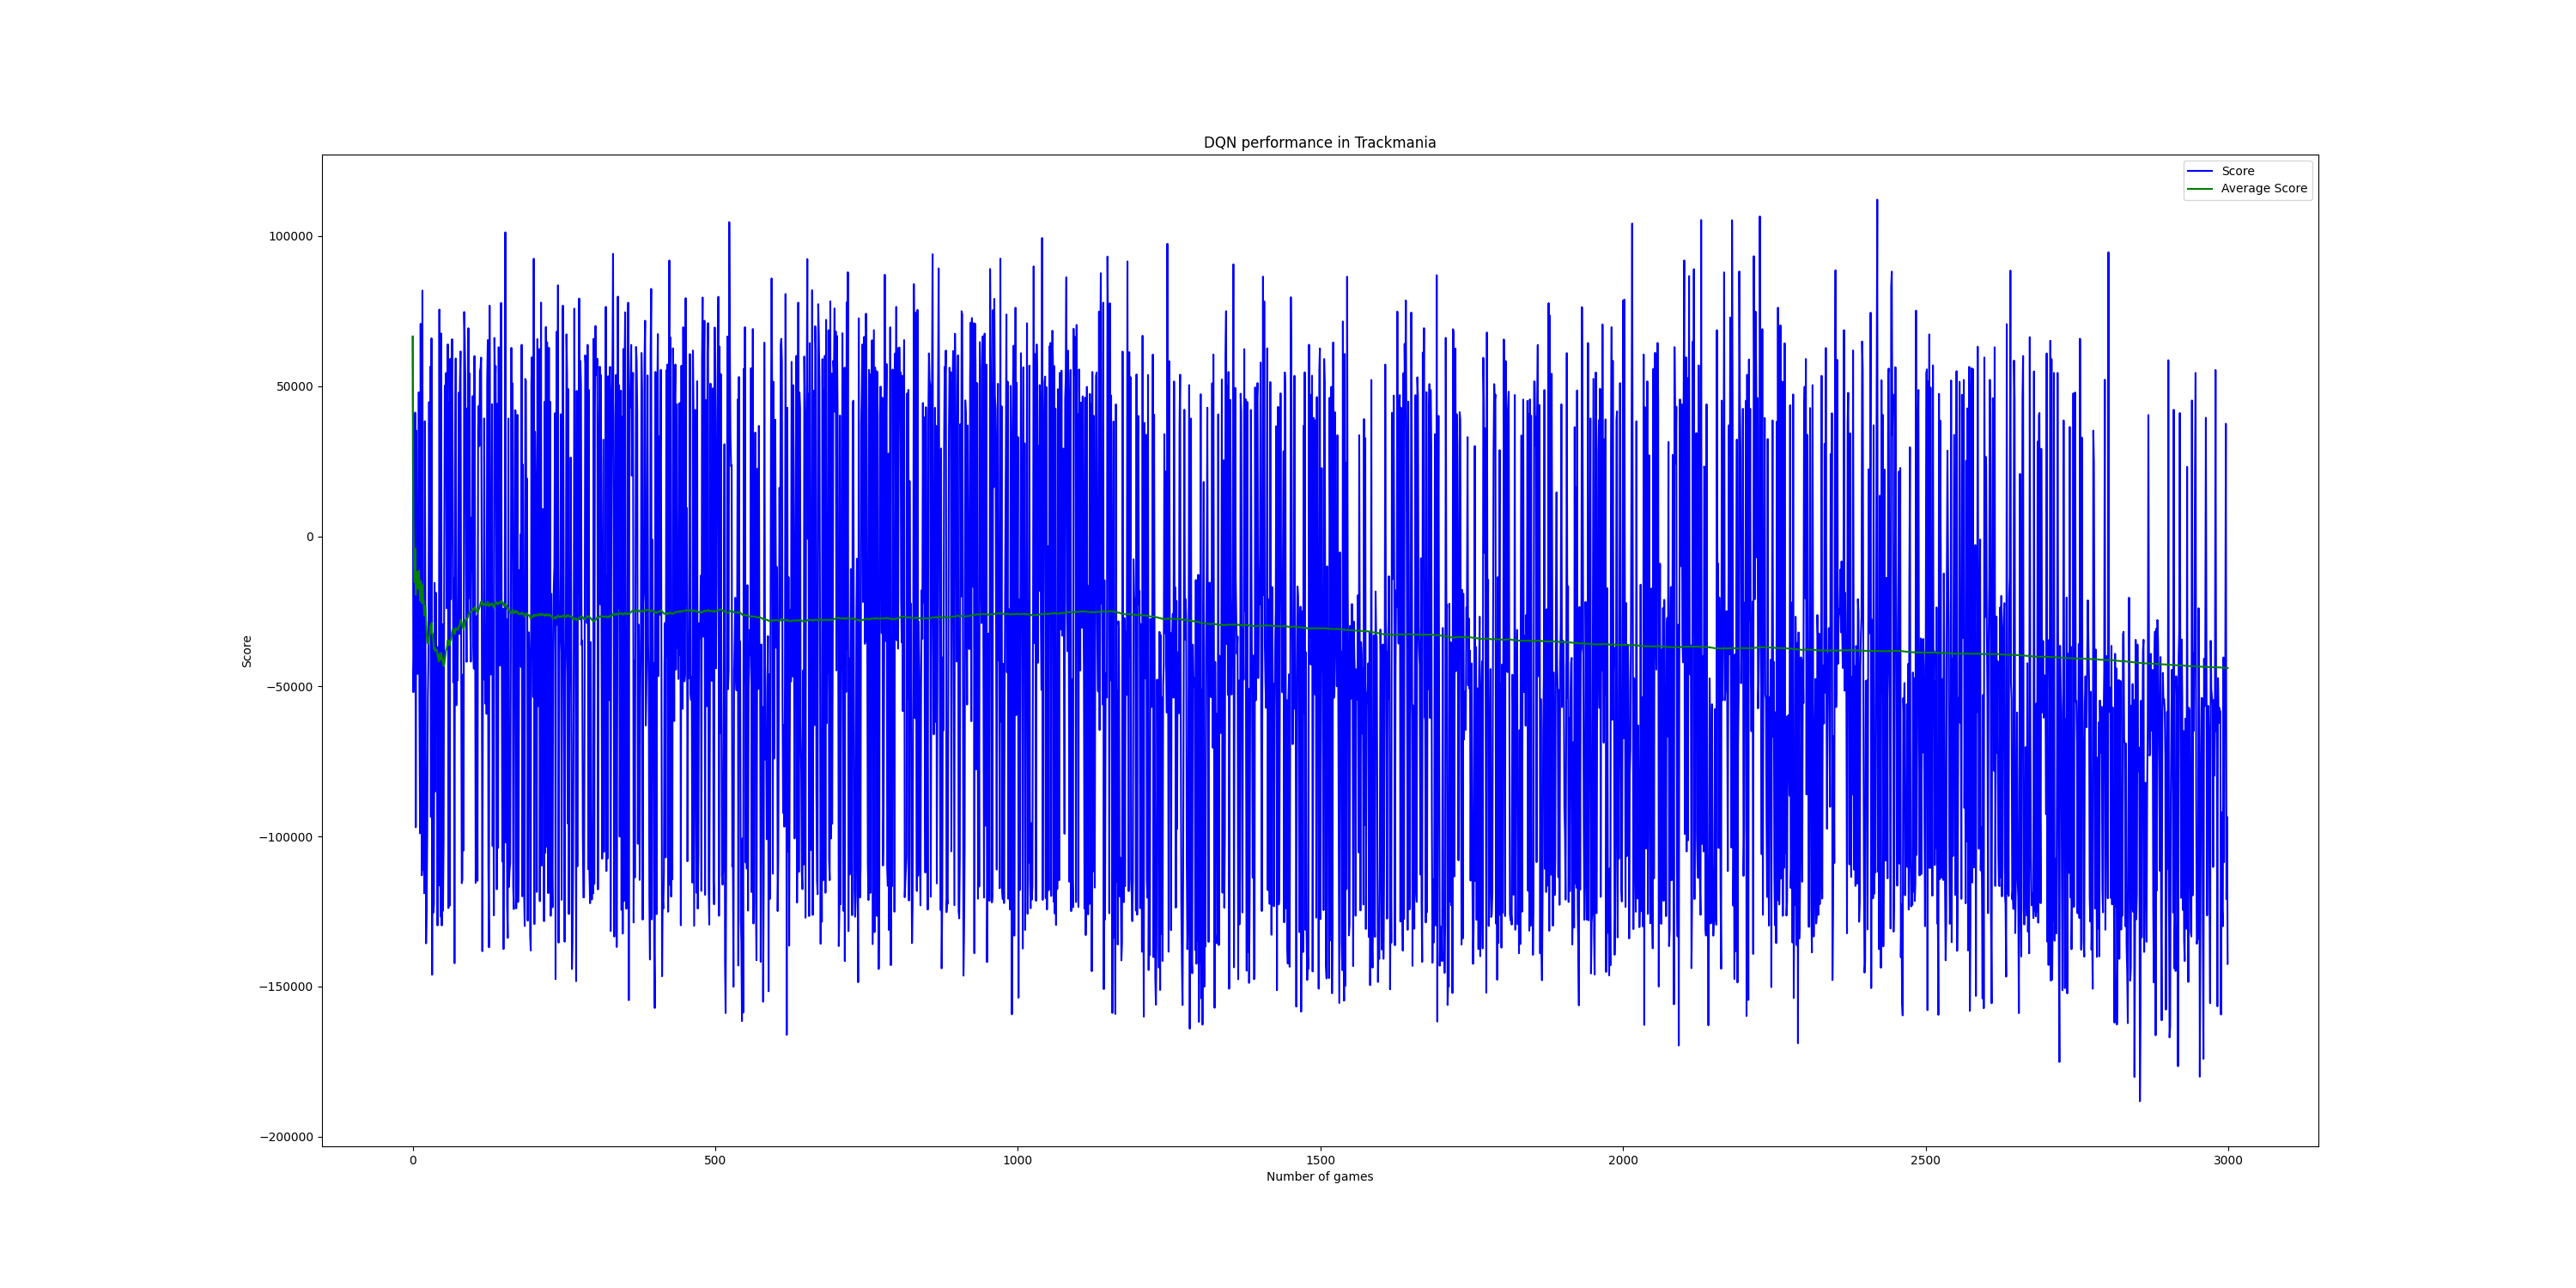 DQN performance in Trackmania
Score
Average Score
100000
50000
0
−50000
−100000
−150000
−200000
Score
0
500
1000
1500
2000
2500
3000
Number of games